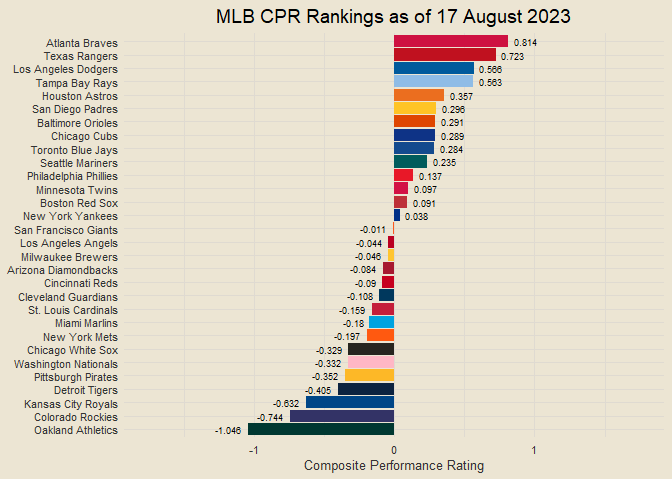 MLB CPR Rankings as of 17 August 2023
Atlanta Braves 0.814
Texas Rangers 0.723
Los Angeles Dodgers 0.566
Tampa Bay Rays 0.563
Houston Astros 0.357
San Diego Padres 0.296
Baltimore Orioles 0.291
Chicago Cubs 0.289
Toronto Blue Jays 0.284
Seattle Mariners 0.235
Philadelphia Phillies 0.137
Minnesota Twins 0.097
Boston Red Sox 0.091
New York Yankees 0.038
San Francisco Giants -0.011
Los Angeles Angels -0.044
Milwaukee Brewers -0.046
Arizona Diamondbacks -0.084
Cincinnati Reds -0.09
Cleveland Guardians -0.108
St. Louis Cardinals -0.159
Miami Marlins -0.18
New York Mets -0.197
Chicago White Sox -0.329
Washington Nationals -0.332
Pittsburgh Pirates -0.352
Detroit Tigers -0.405
Kansas City Royals -0.632
Colorado Rockies -0.744
Oakland Athletics -1.046
-1 0 1
Composite Performance Rating